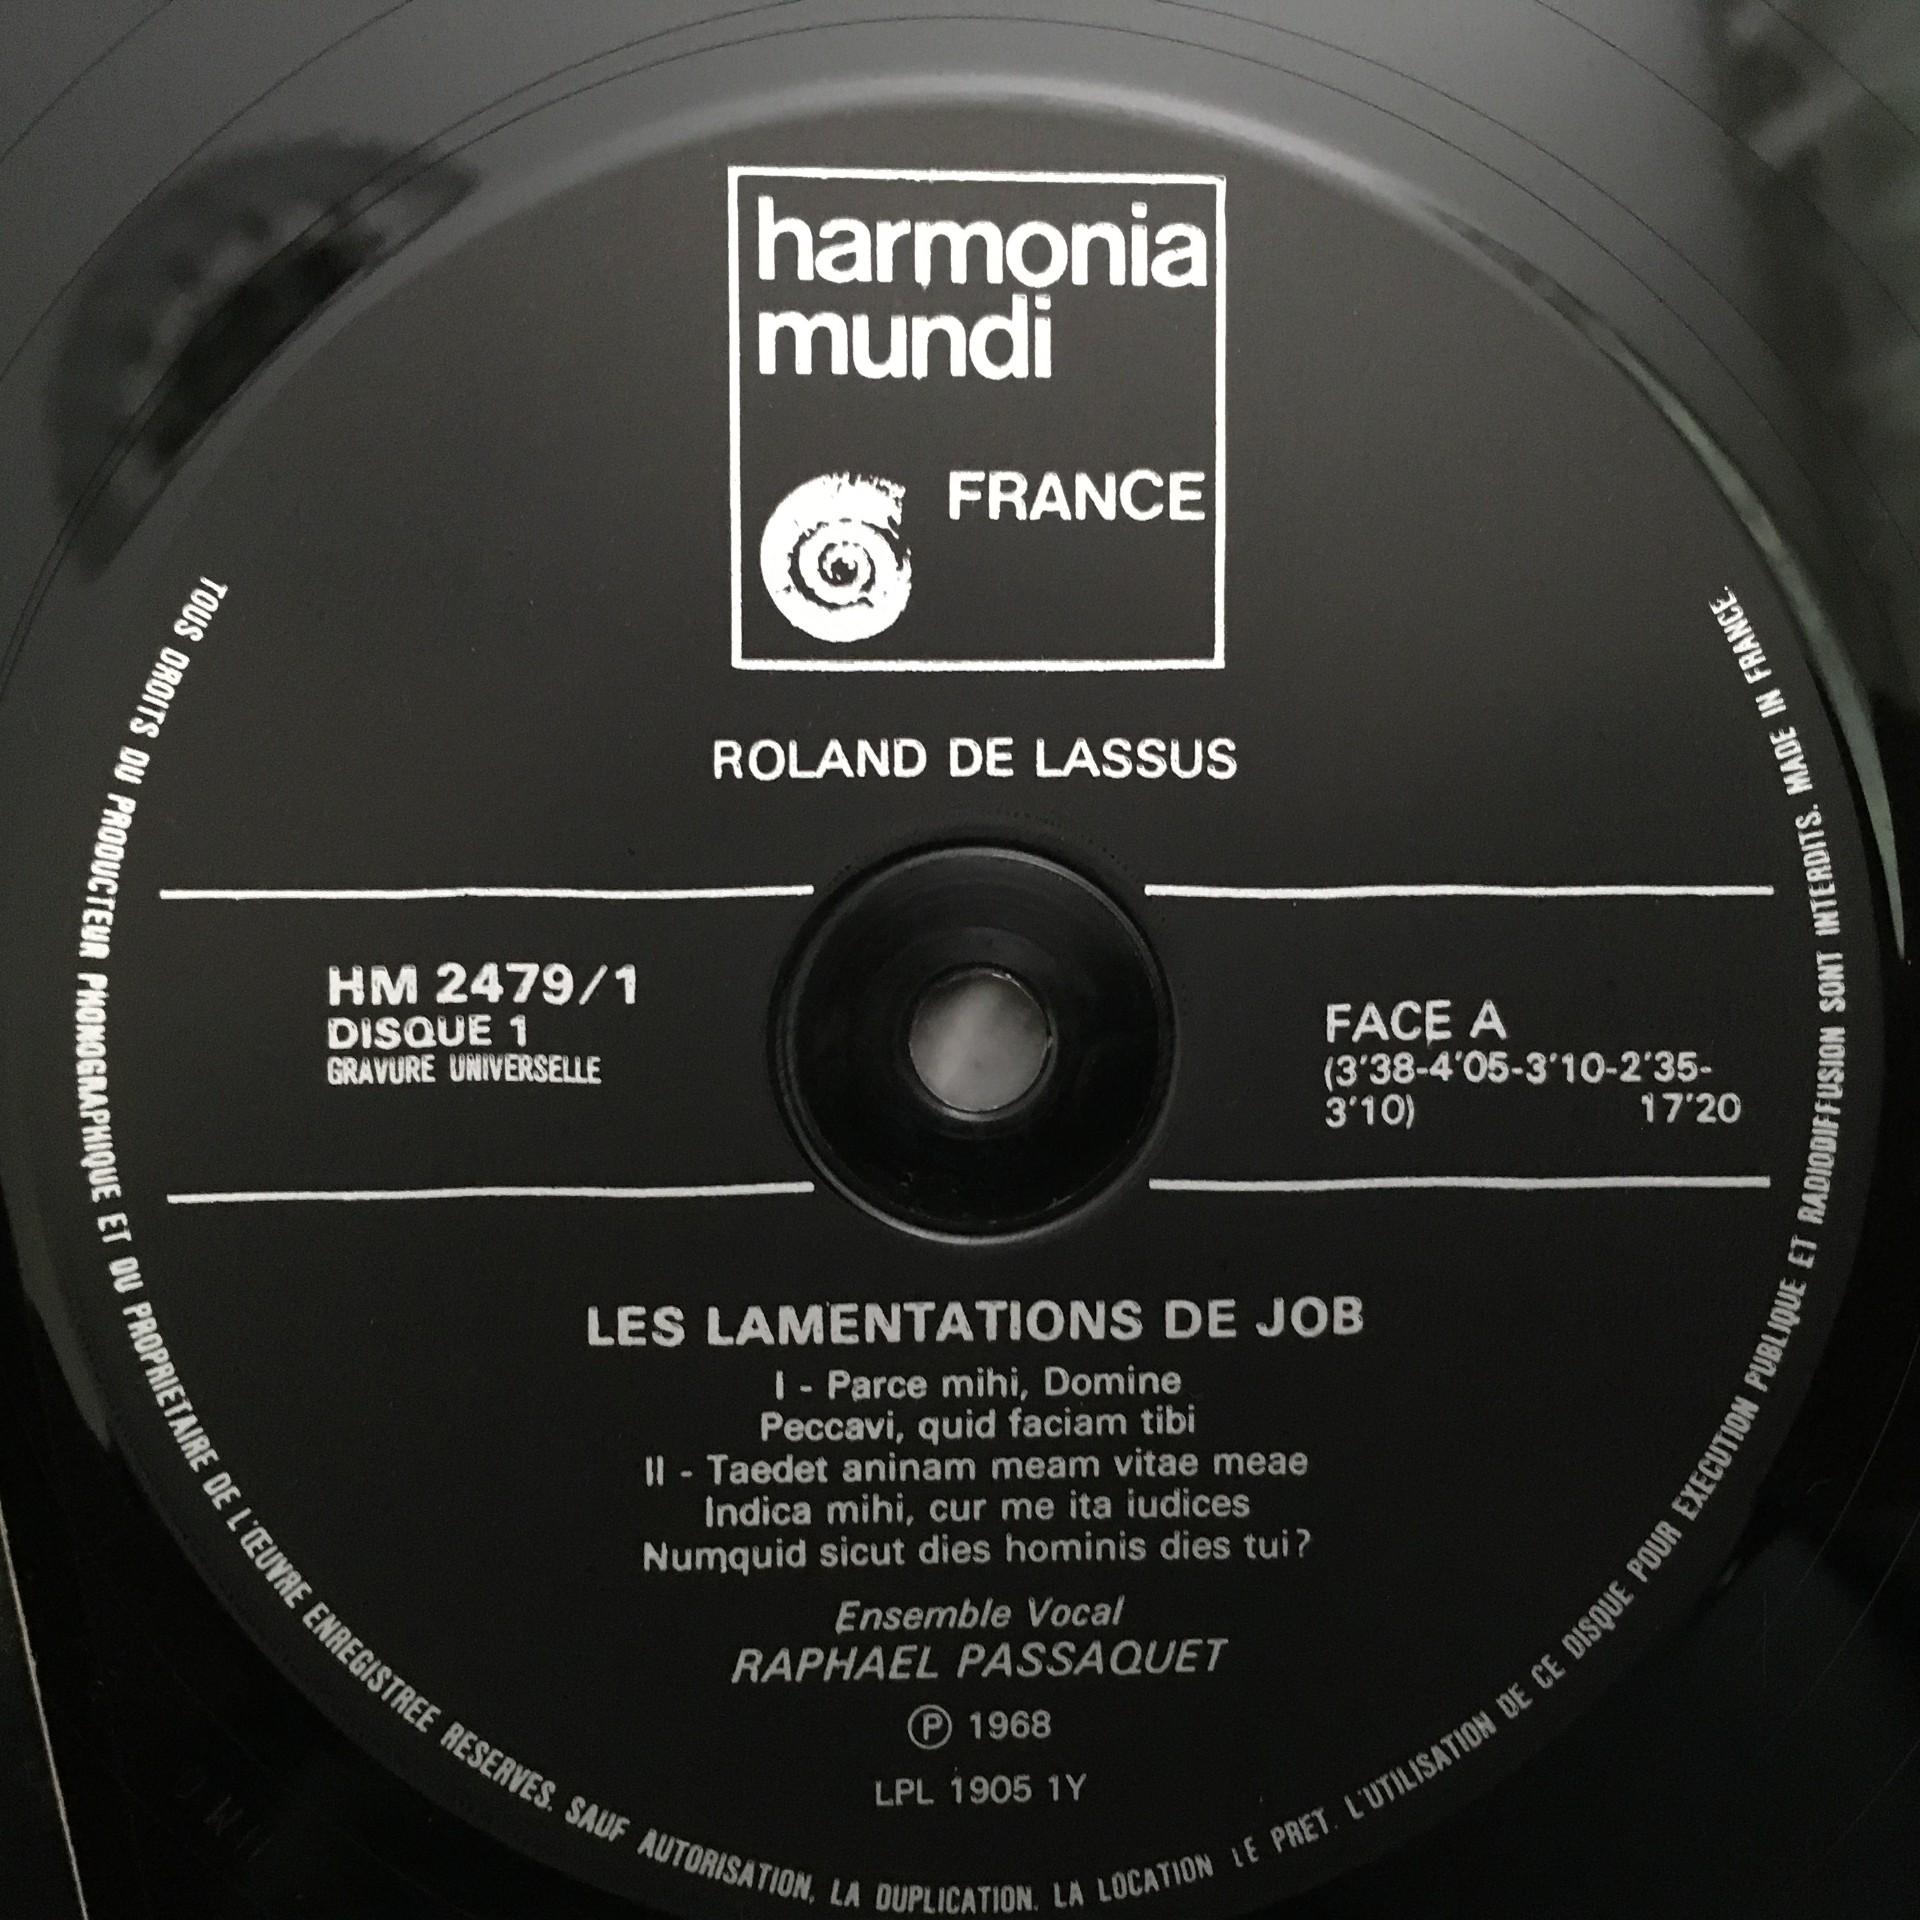 harmonia
mundi
FRANCE
ROLAND DE LASSUS
HM 2479/1
DISQUE 1
GRAVURE UNIVERSELLE
FACE A
(3'38-4'05-3'10-2'35-
3'10) 17'20
LES LAMENTATIONS DE JOB
I - Parce mihi, Domine
Peccavi, quid faciam tibi
II - Taedet aninam meam vitae meae
Indica mihi, cur me ita iudices
Numquid sicut dies hominis dies tui?
Ensemble Vocal
RAPHAEL PASSAQUET
Ⓟ 1968
LPL 1905 1Y
TOUS DROITS DU PRODUCTEUR PHONOGRAPHIQUE ET DU PROPRIETAIRE DE L'ŒUVRE ENREGISTREE RESERVES. SAUF AUTORISATION, LA DUPLICATION. LA LOCATION LE PRET. L'UTILISATION DE CE DISQUE POUR EXECUTION PUBLIQUE ET RADIODIFFUSION SONT INTERDITS. MADE IN FRANCE.